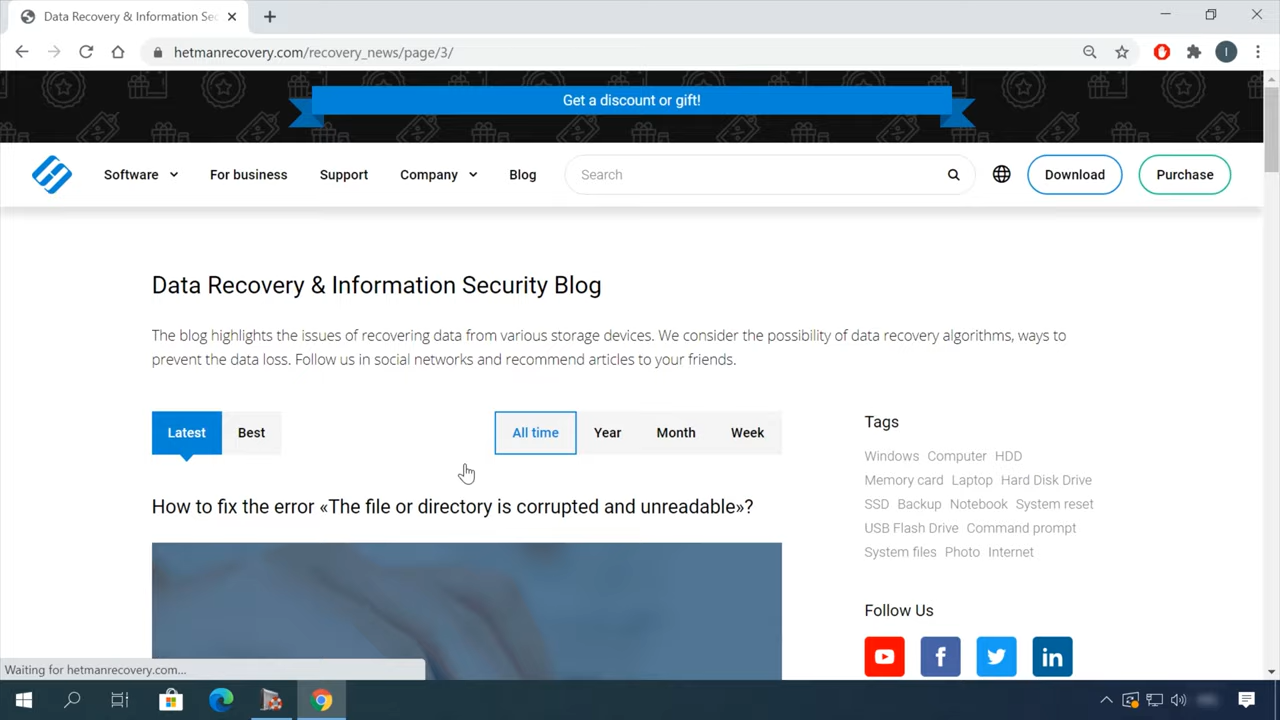 Data Recovery & Information Sec
hetmanrecovery.com/recovery_news/page/3/
I
Get a discount or gift!
Software
For business
Support
Company
Blog
Search
Download
Purchase
Data Recovery & Information Security Blog
The blog highlights the issues of recovering data from various storage devices. We consider the possibility of data recovery algorithms, ways to
prevent the data loss. Follow us in social networks and recommend articles to your friends.
Latest
Best
All time
Year
Month
Week
Tags
Windows Computer HDD
Memory card Laptop Hard Disk Drive
SSD Backup Notebook System reset
USB Flash Drive Command prompt
System files Photo Internet
How to fix the error «The file or directory is corrupted and unreadable»?
Follow Us
Waiting for hetmanrecovery.com...